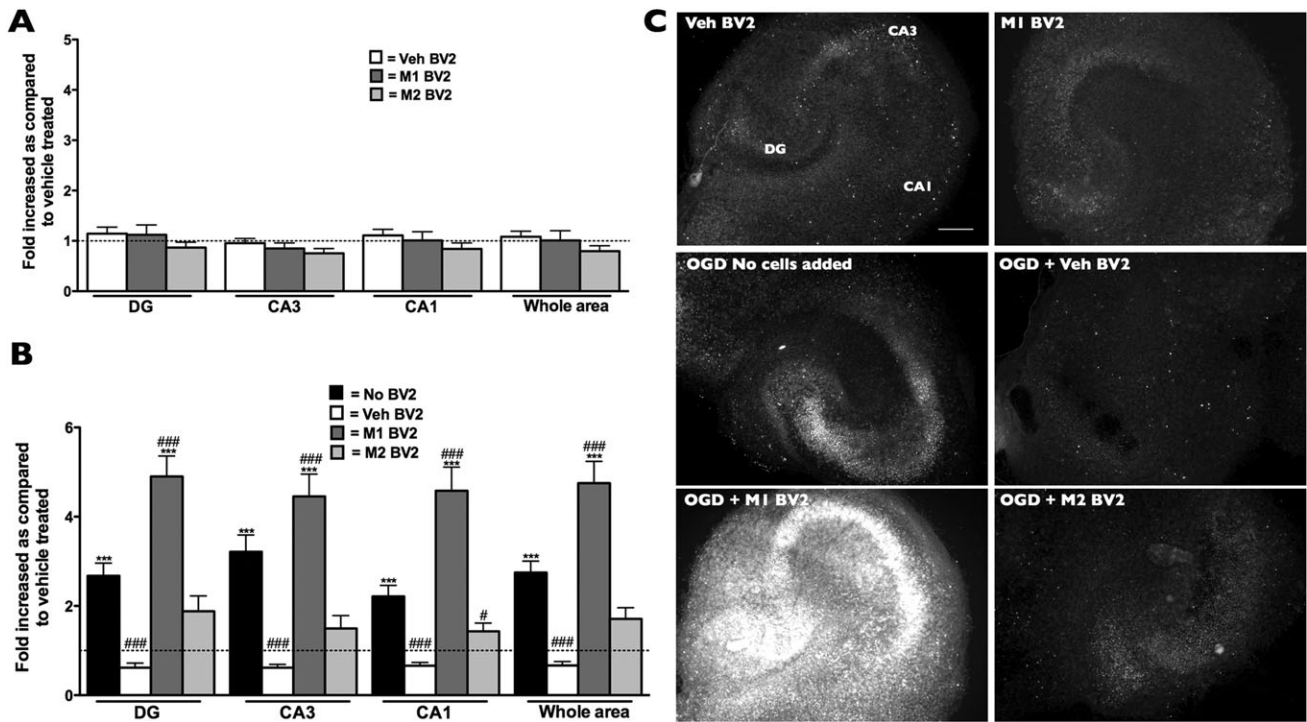 A
Fold increased as compared
to vehicle treated
5
4
3
2
1
0
= Veh BV2
= M1 BV2
= M2 BV2
DG
CA3
CA1
Whole area
B
Fold increased as compared
to vehicle treated
6
4
2
0
= No BV2
= Veh BV2
= M1 BV2
= M2 BV2
***
###
###
***
***
###
###
***
***
###
###
***
#
***
###
###
***
DG
CA3
CA1
Whole area
C
Veh BV2
CA3
DG
CA1
M1 BV2
OGD No cells added
OGD + Veh BV2
OGD + M1 BV2
OGD + M2 BV2